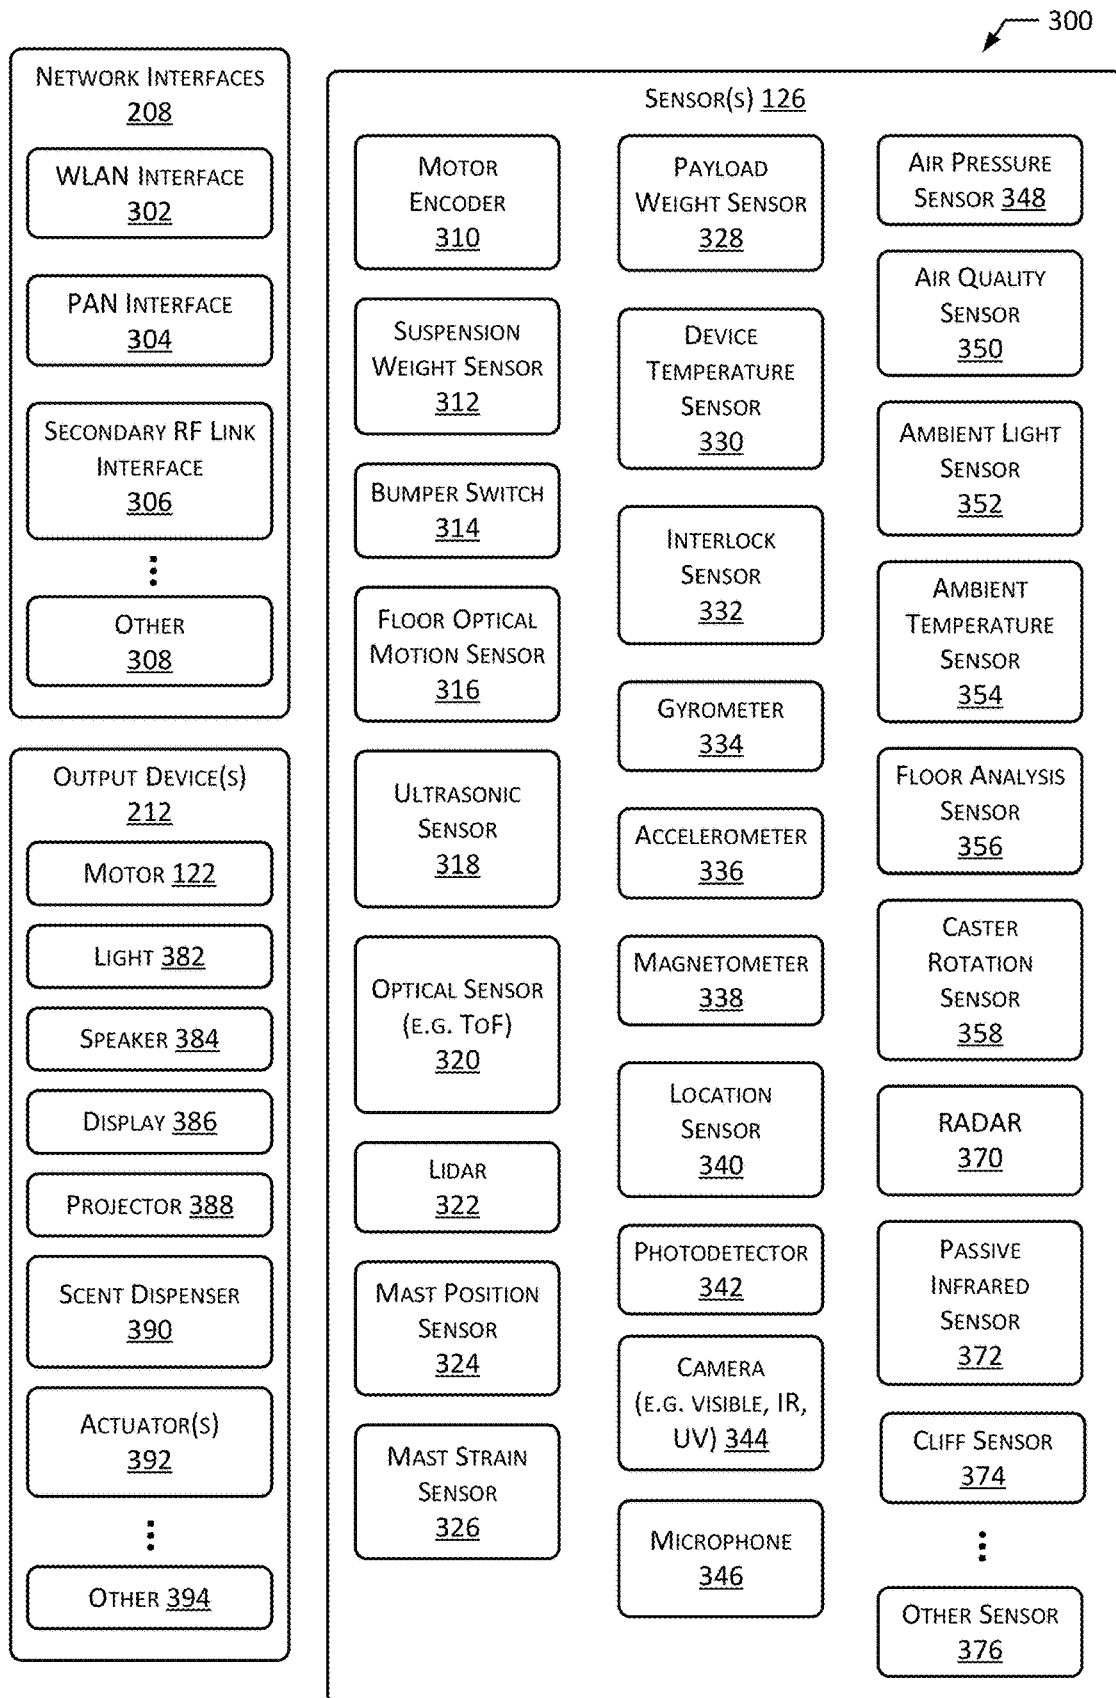 300
NETWORK INTERFACES
208
WLAN INTERFACE
302
PAN INTERFACE
304
SECONDARY RF LINK
INTERFACE
306
OTHER
308
OUTPUT DEVICE(S)
212
MOTOR 122
LIGHT 382
SPEAKER 384
DISPLAY 386
PROJECTOR 388
SCENT DISPENSER
390
ACTUATOR(S)
392
OTHER 394
SENSOR(S) 126
MOTOR
ENCODER
310
SUSPENSION
WEIGHT SENSOR
312
BUMPER SWITCH
314
FLOOR OPTICAL
MOTION SENSOR
316
ULTRASONIC
SENSOR
318
OPTICAL SENSOR
(E.G. TOF)
320
LIDAR
322
MAST POSITION
SENSOR
324
MAST STRAIN
SENSOR
326
PAYLOAD
WEIGHT SENSOR
328
DEVICE
TEMPERATURE
SENSOR
330
INTERLOCK
SENSOR
332
GYROMETER
334
ACCELEROMETER
336
MAGNETOMETER
338
LOCATION
SENSOR
340
PHOTODETECTOR
342
CAMERA
(E.G. VISIBLE, IR,
UV) 344
MICROPHONE
346
AIR PRESSURE
SENSOR 348
AIR QUALITY
SENSOR
350
AMBIENT LIGHT
SENSOR
352
AMBIENT
TEMPERATURE
SENSOR
354
FLOOR ANALYSIS
SENSOR
356
CASTER
ROTATION
SENSOR
358
RADAR
370
PASSIVE
INFRARED
SENSOR
372
CLIFF SENSOR
374
OTHER SENSOR
376